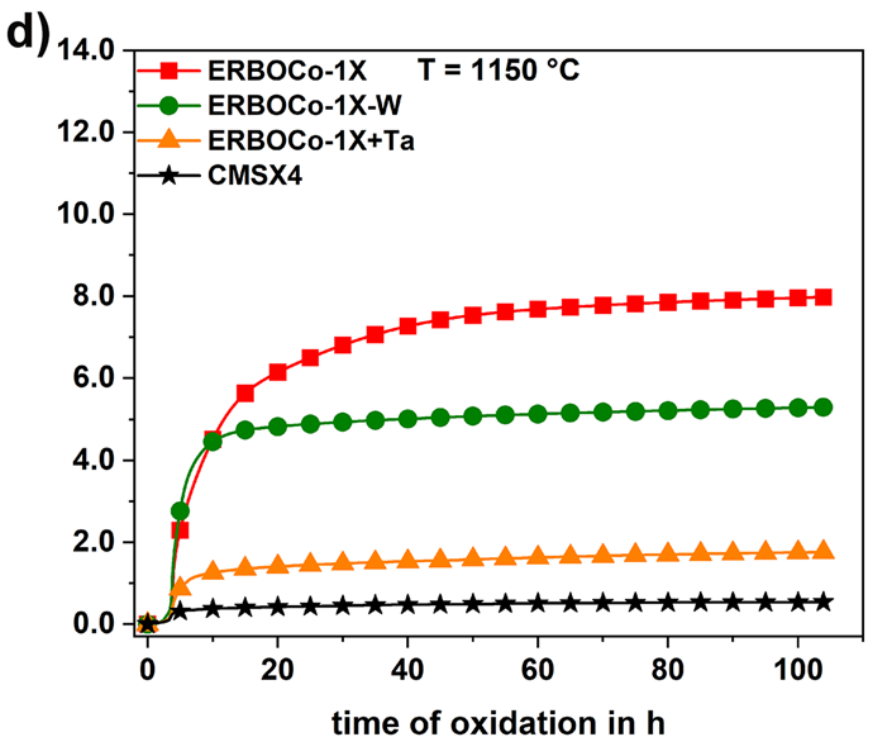 d)
14.0
12.0
10.0
8.0
6.0
4.0
2.0
0.0
ERBOCo-1X T = 1150 °C
ERBOCo-1X-W
ERBOCo-1X+Ta
CMSX4
0 20 40 60 80 100
time of oxidation in h